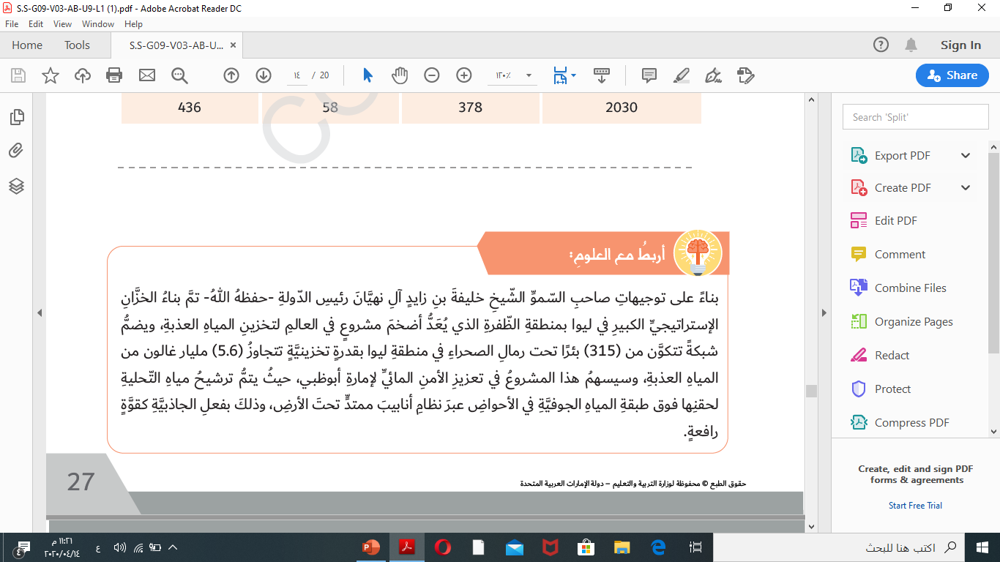 S.S-G09-V03-AB-U9-L1 (1).pdf - Adobe Acrobat Reader DC
File Edit View Window Help
Home Tools S.S-G09-V03-AB-U... × Sign In
١٤ / 20 ١٢٠٪ Share
436 58 378 2030
أربطُ مع العلومِ:
بناءً على توجيهاتِ صاحبِ السّموِّ الشّيخِ خليفةَ بنِ زايدٍ آلِ نهيَّانَ رئيسِ الدّولةِ -حفظهُ اللهُ- تمَّ بناءُ الخزَّانِ
الإستراتيجيِّ الكبيرِ في ليوا بمنطقةِ الظّفرةِ الذي يُعَدُّ أضخمَ مشروعٍ في العالمِ لتخزينِ المياهِ العذبةِ، ويضمُّ
شبكةً تتكوَّن من (315) بئرًا تحت رمالِ الصحراءِ في منطقةِ ليوا بقدرةٍ تخزينيَّةٍ تتجاوزُ (5.6) مليار غالون من
المياهِ العذبةِ، وسيسهمُ هذا المشروعُ في تعزيزِ الأمنِ المائيِّ لإمارةِ أبوظبي، حيثُ يتمُّ ترشيحُ مياهِ التّحليةِ
لحقنِها فوق طبقةِ المياهِ الجوفيَّةِ في الأحواضِ عبرَ نظامِ أنابيبَ ممتدٍّ تحتَ الأرضِ، وذلكَ بفعلِ الجاذبيَّةِ كقوَّةٍ
رافعةٍ.
27
حقوق الطبع © محفوظة لوزارة التربية والتعليم – دولة الإمارات العربية المتحدة
Search 'Split'
Export PDF
Create PDF
Edit PDF
Comment
Combine Files
Organize Pages
Redact
Protect
Compress PDF
Create, edit and sign PDF
forms & agreements
Start Free Trial
اكتب هنا للبحث
ع
١١:٢١ م
٢٠٢٠/٠٤/١٤
٤